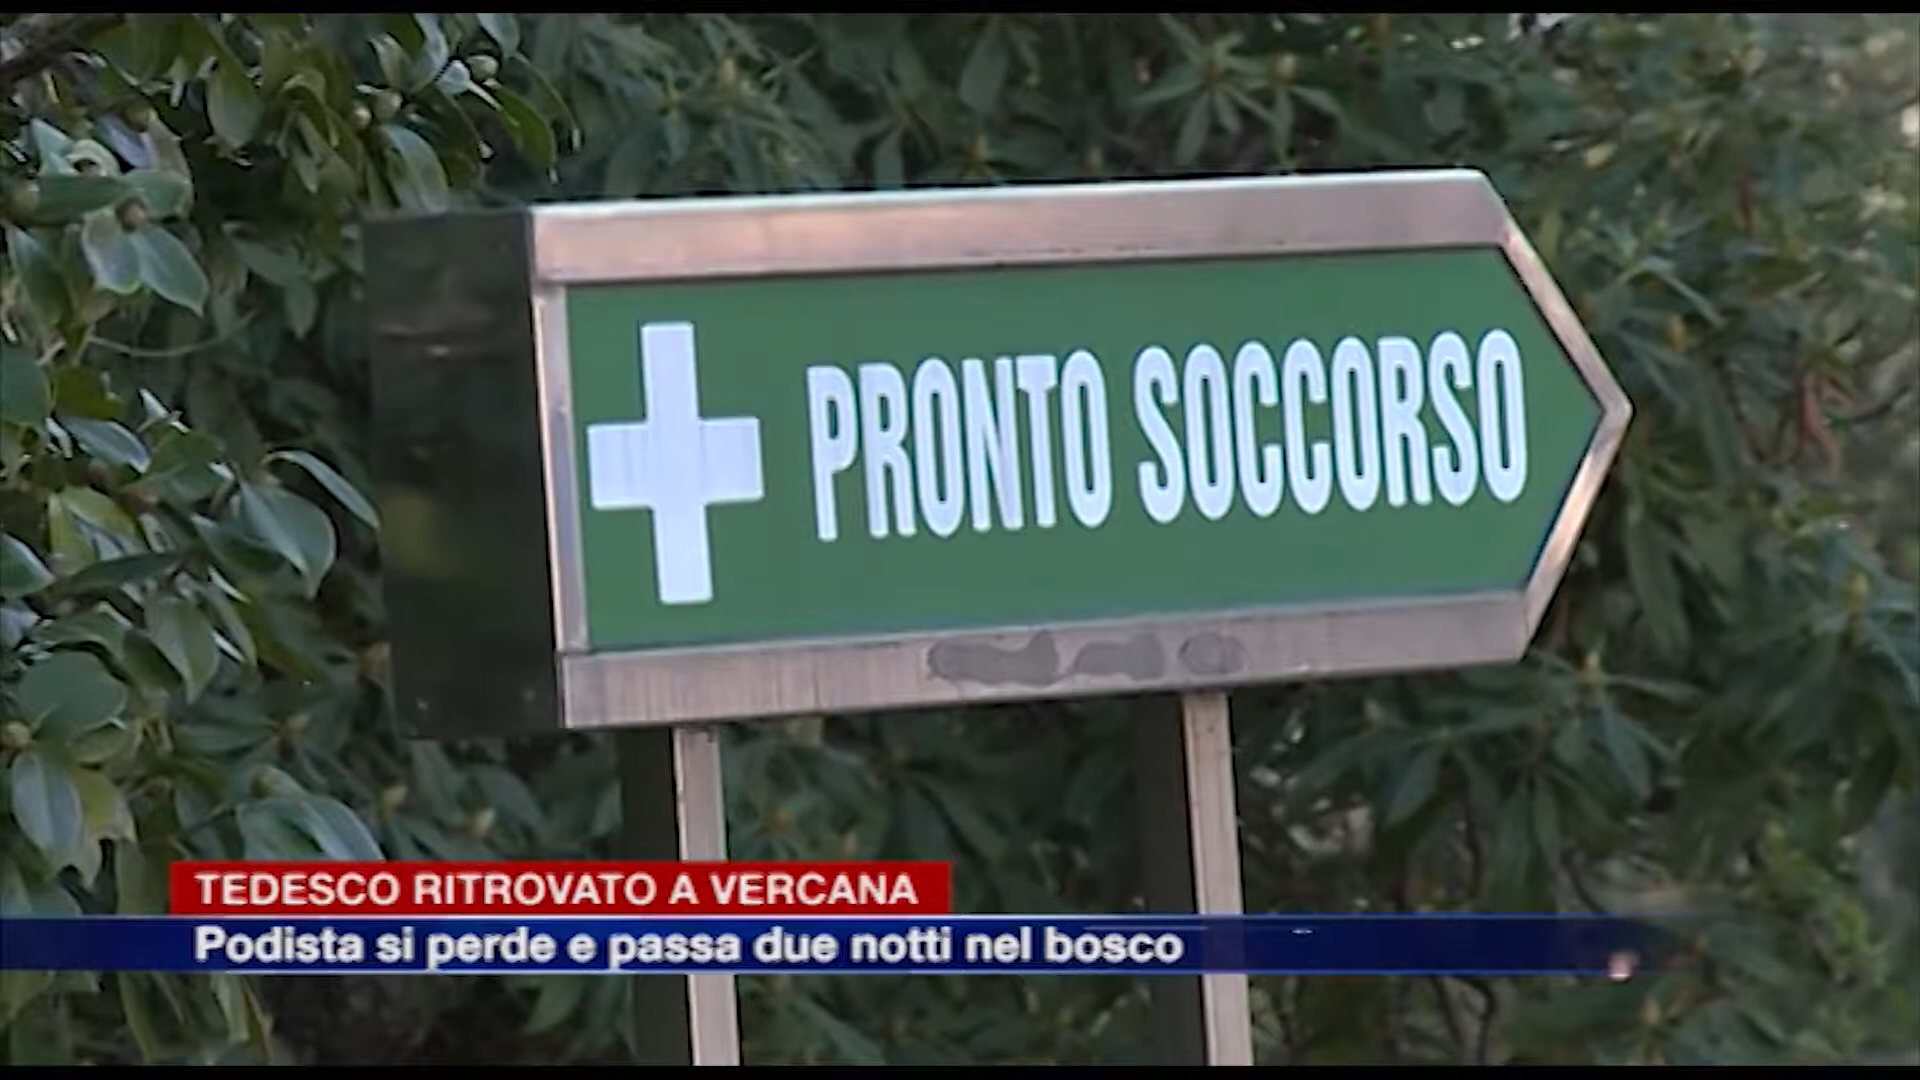 PRONTO SOCCORSO
TEDESCO RITROVATO A VERCANA
Podista si perde e passa due notti nel bosco